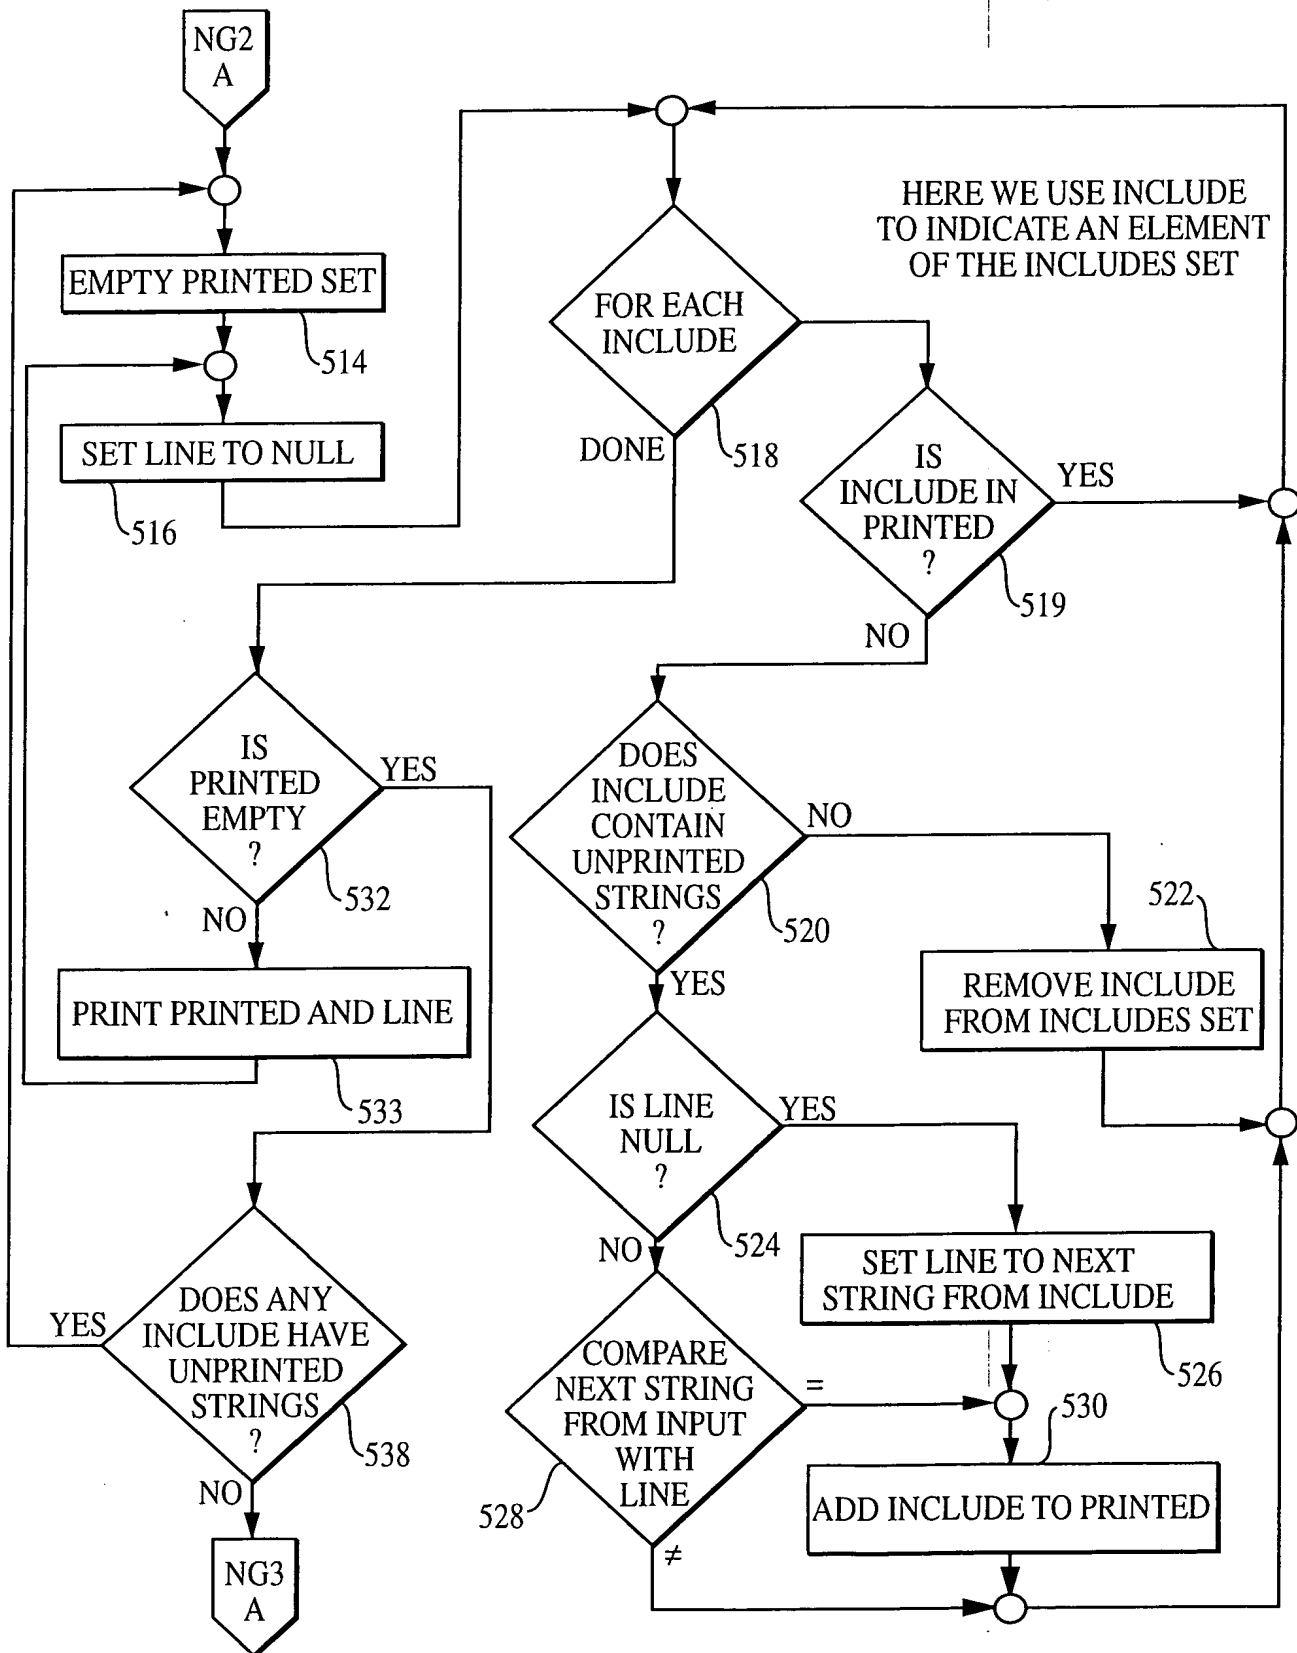 NG2
A
HERE WE USE INCLUDE
TO INDICATE AN ELEMENT
OF THE INCLUDES SET
EMPTY PRINTED SET
514
SET LINE TO NULL
516
FOR EACH
INCLUDE
518
DONE
IS
INCLUDE IN
PRINTED
?
YES
519
NO
IS
PRINTED
EMPTY
?
YES
532
NO
DOES
INCLUDE
CONTAIN
UNPRINTED
STRINGS
?
NO
520
YES
522
REMOVE INCLUDE
FROM INCLUDES SET
PRINT PRINTED AND LINE
533
IS LINE
NULL
?
YES
524
NO
SET LINE TO NEXT
STRING FROM INCLUDE
526
DOES ANY
INCLUDE HAVE
UNPRINTED
STRINGS
?
YES
538
NO
COMPARE
NEXT STRING
FROM INPUT
WITH
LINE
=
528
≠
530
ADD INCLUDE TO PRINTED
NG3
A